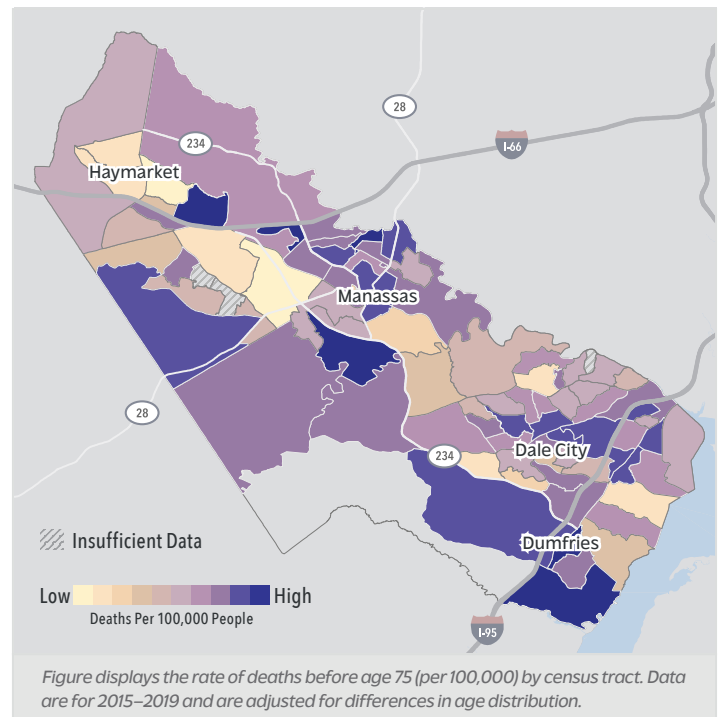 28
234
I-66
Haymarket
Manassas
28
234
Dale City
Dumfries
Insufficient Data
Low High
Deaths Per 100,000 People
I-95
Figure displays the rate of deaths before age 75 (per 100,000) by census tract. Data
are for 2015–2019 and are adjusted for differences in age distribution.